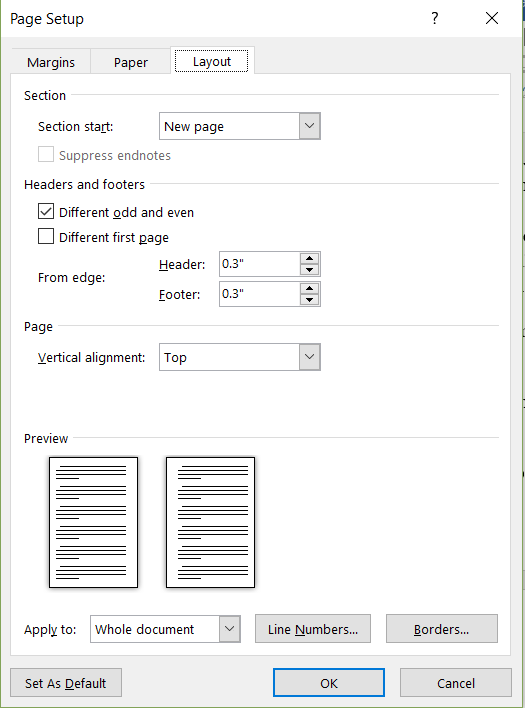 Page Setup ?
Margins Paper Layout
Section
Section start: New page
Suppress endnotes
Headers and footers
Different odd and even
Different first page
From edge:
Header: 0.3"
Footer: 0.3"
Page
Vertical alignment: Top
Preview
Apply to: Whole document Line Numbers... Borders...
Set As Default OK Cancel